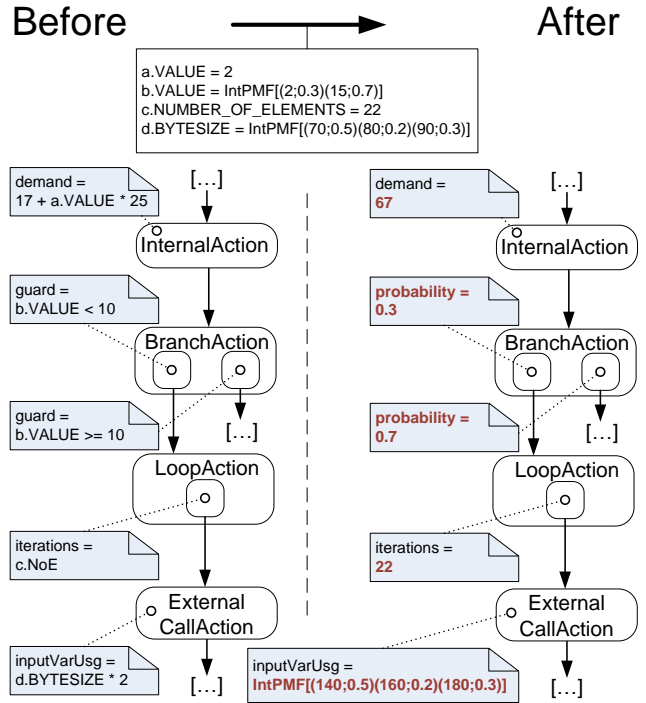 Before
After
a.VALUE = 2
b.VALUE = IntPMF[(2;0.3)(15;0.7)]
c.NUMBER_OF_ELEMENTS = 22
d.BYTESIZE = IntPMF[(70;0.5)(80;0.2)(90;0.3)]
demand =
17 + a.VALUE * 25
[...]
InternalAction
guard =
b.VALUE < 10
BranchAction
guard =
b.VALUE >= 10
[...]
LoopAction
iterations =
c.NoE
External
CallAction
inputVarUsg =
d.BYTESIZE * 2
[...]
demand =
67
[...]
InternalAction
probability =
0.3
BranchAction
probability =
0.7
[...]
LoopAction
iterations =
22
External
CallAction
inputVarUsg =
IntPMF[(140;0.5)(160;0.2)(180;0.3)]
[...]